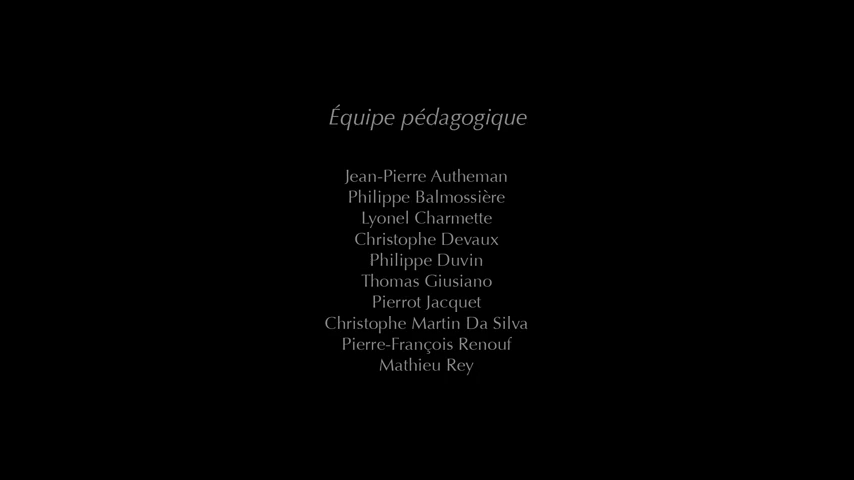 Équipe pédagogique
Jean-Pierre Autheman
Philippe Balmossière
Lyonel Charmette
Christophe Devaux
Philippe Duvin
Thomas Giusiano
Pierrot Jacquet
Christophe Martin Da Silva
Pierre-François Renouf
Mathieu Rey